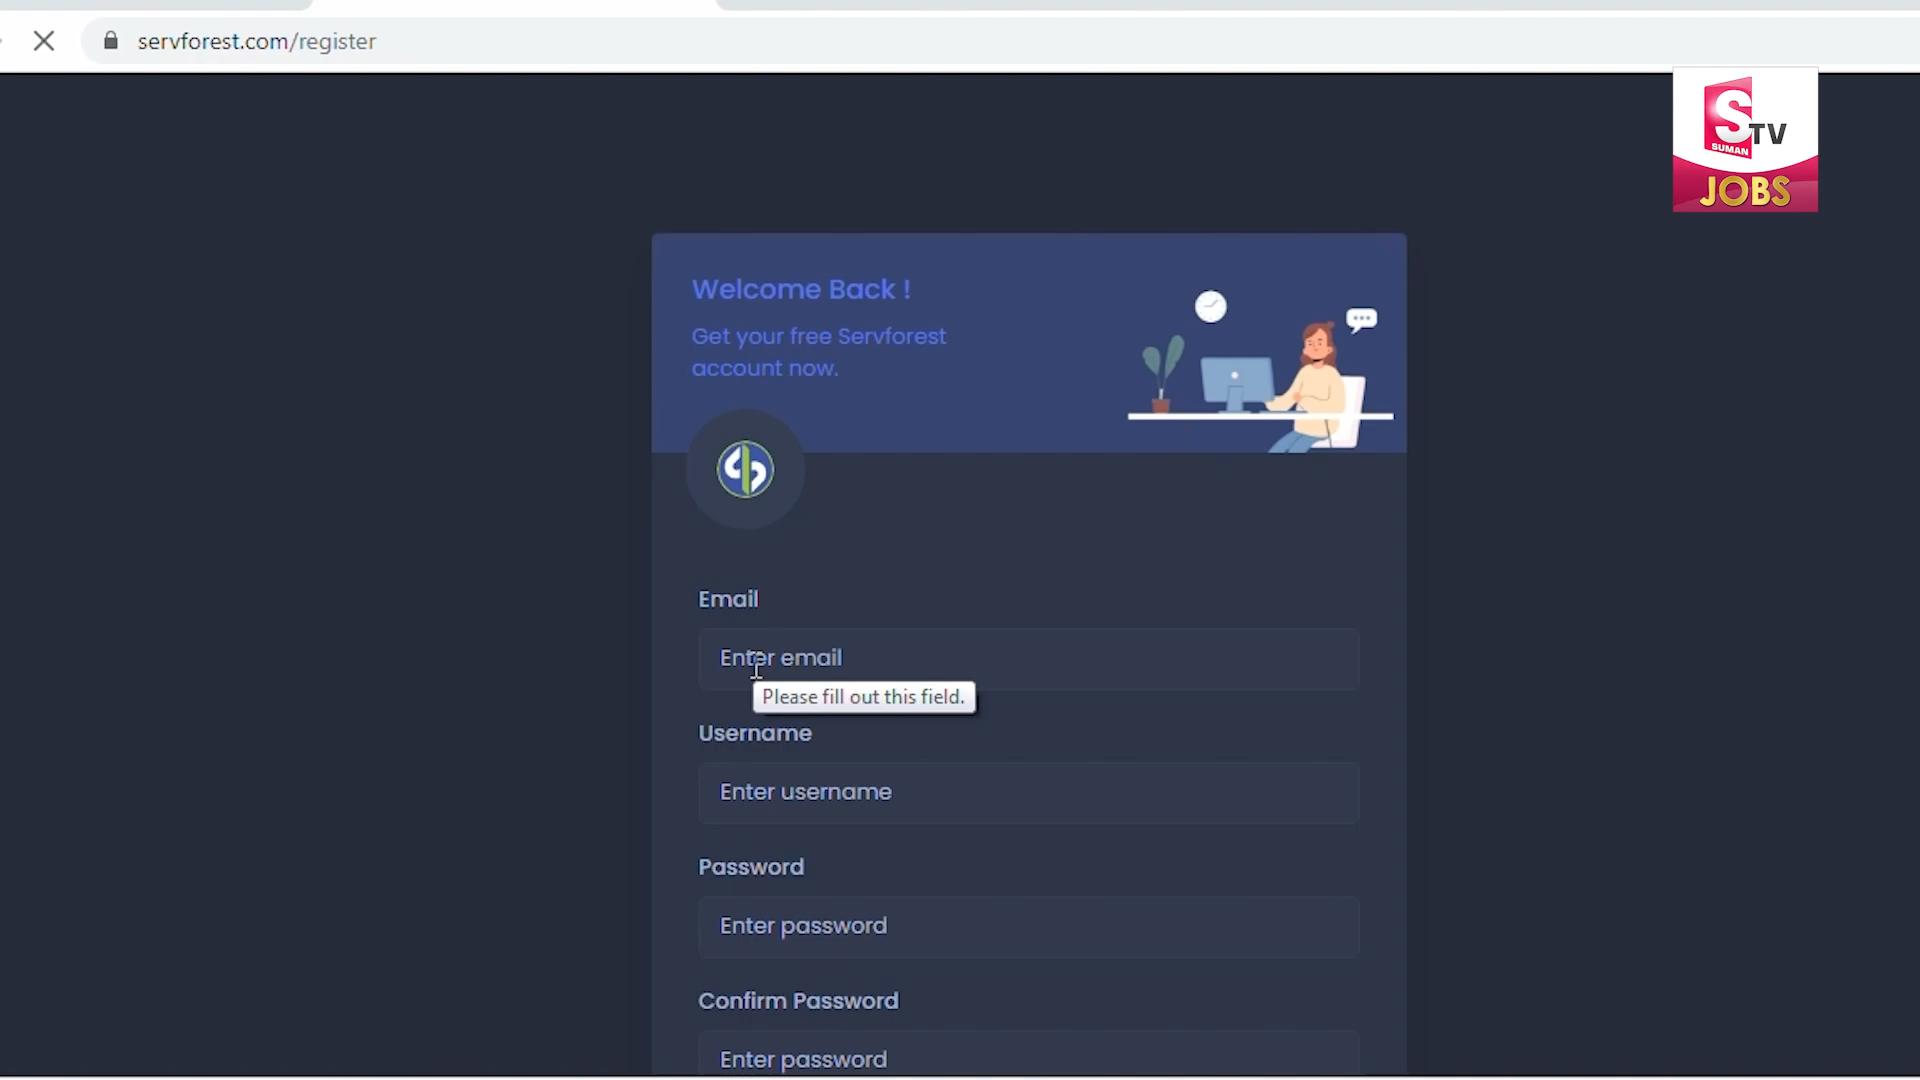 servforest.com/register
S TV
SUMAN
JOBS
Welcome Back !
Get your free Servforest
account now.
Email
Enter email
Please fill out this field.
Username
Enter username
Password
Enter password
Confirm Password
Enter password